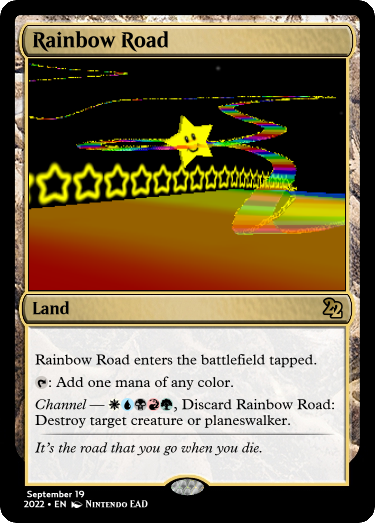 Rainbow Road
Land
Rainbow Road enters the battlefield tapped.
: Add one mana of any color.
Channel — , Discard Rainbow Road:
Destroy target creature or planeswalker.
It's the road that you go when you die.
September 19
2022 • EN Nintendo EAD